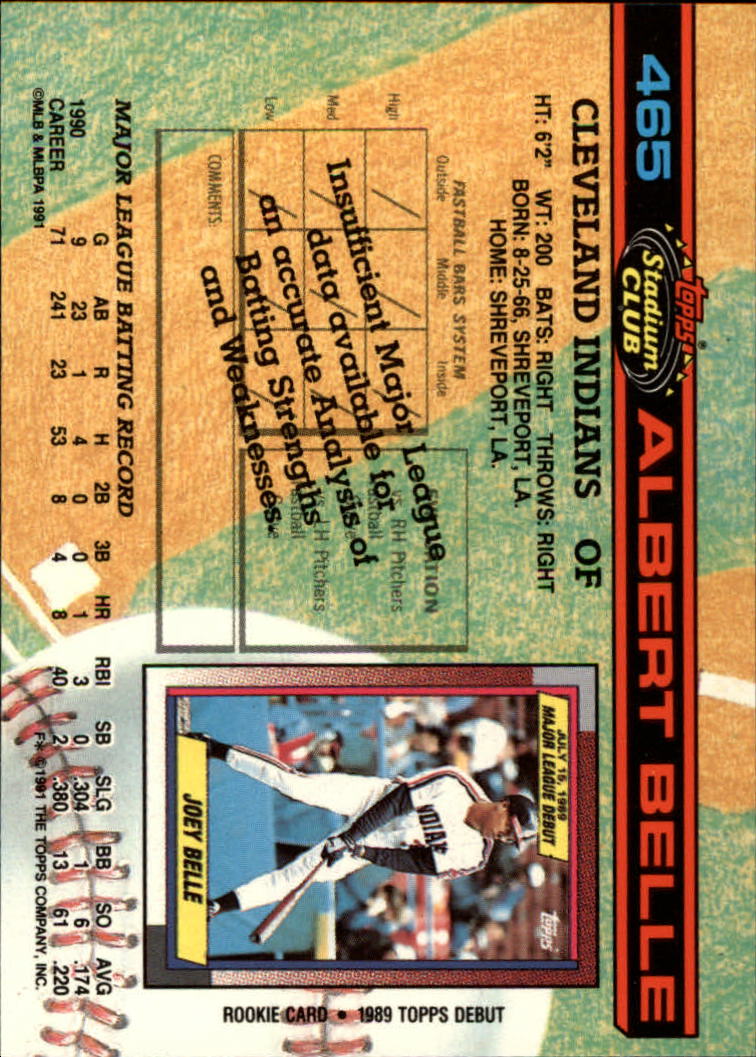 465
topps®
Stadium
CLUB
ALBERT BELLE
CLEVELAND INDIANS OF
HT: 6'2" WT: 200 BATS: RIGHT THROWS: RIGHT
BORN: 8-25-66, SHREVEPORT, LA.
HOME: SHREVEPORT, LA.
FASTBALL BARS SYSTEM
Outside Middle Inside
High
Med
Low
RH Pitchers
LH Pitchers
COMMENTS:
Insufficient Major League
data available for
an accurate Analysis of
Batting Strengths
and Weaknesses.
JULY 15, 1989
MAJOR LEAGUE DEBUT
topps
JOEY BELLE
ROOKIE CARD • 1989 TOPPS DEBUT
MAJOR LEAGUE BATTING RECORD
G AB R H 2B 3B HR RBI SB SLG BB SO AVG
1990 9 23 1 4 0 0 1 3 0 .304 1 6 .174
CAREER 71 241 23 53 8 4 8 40 2 .380 13 61 .220
©MLB & MLBPA 1991
F* ©1991 THE TOPPS COMPANY, INC.